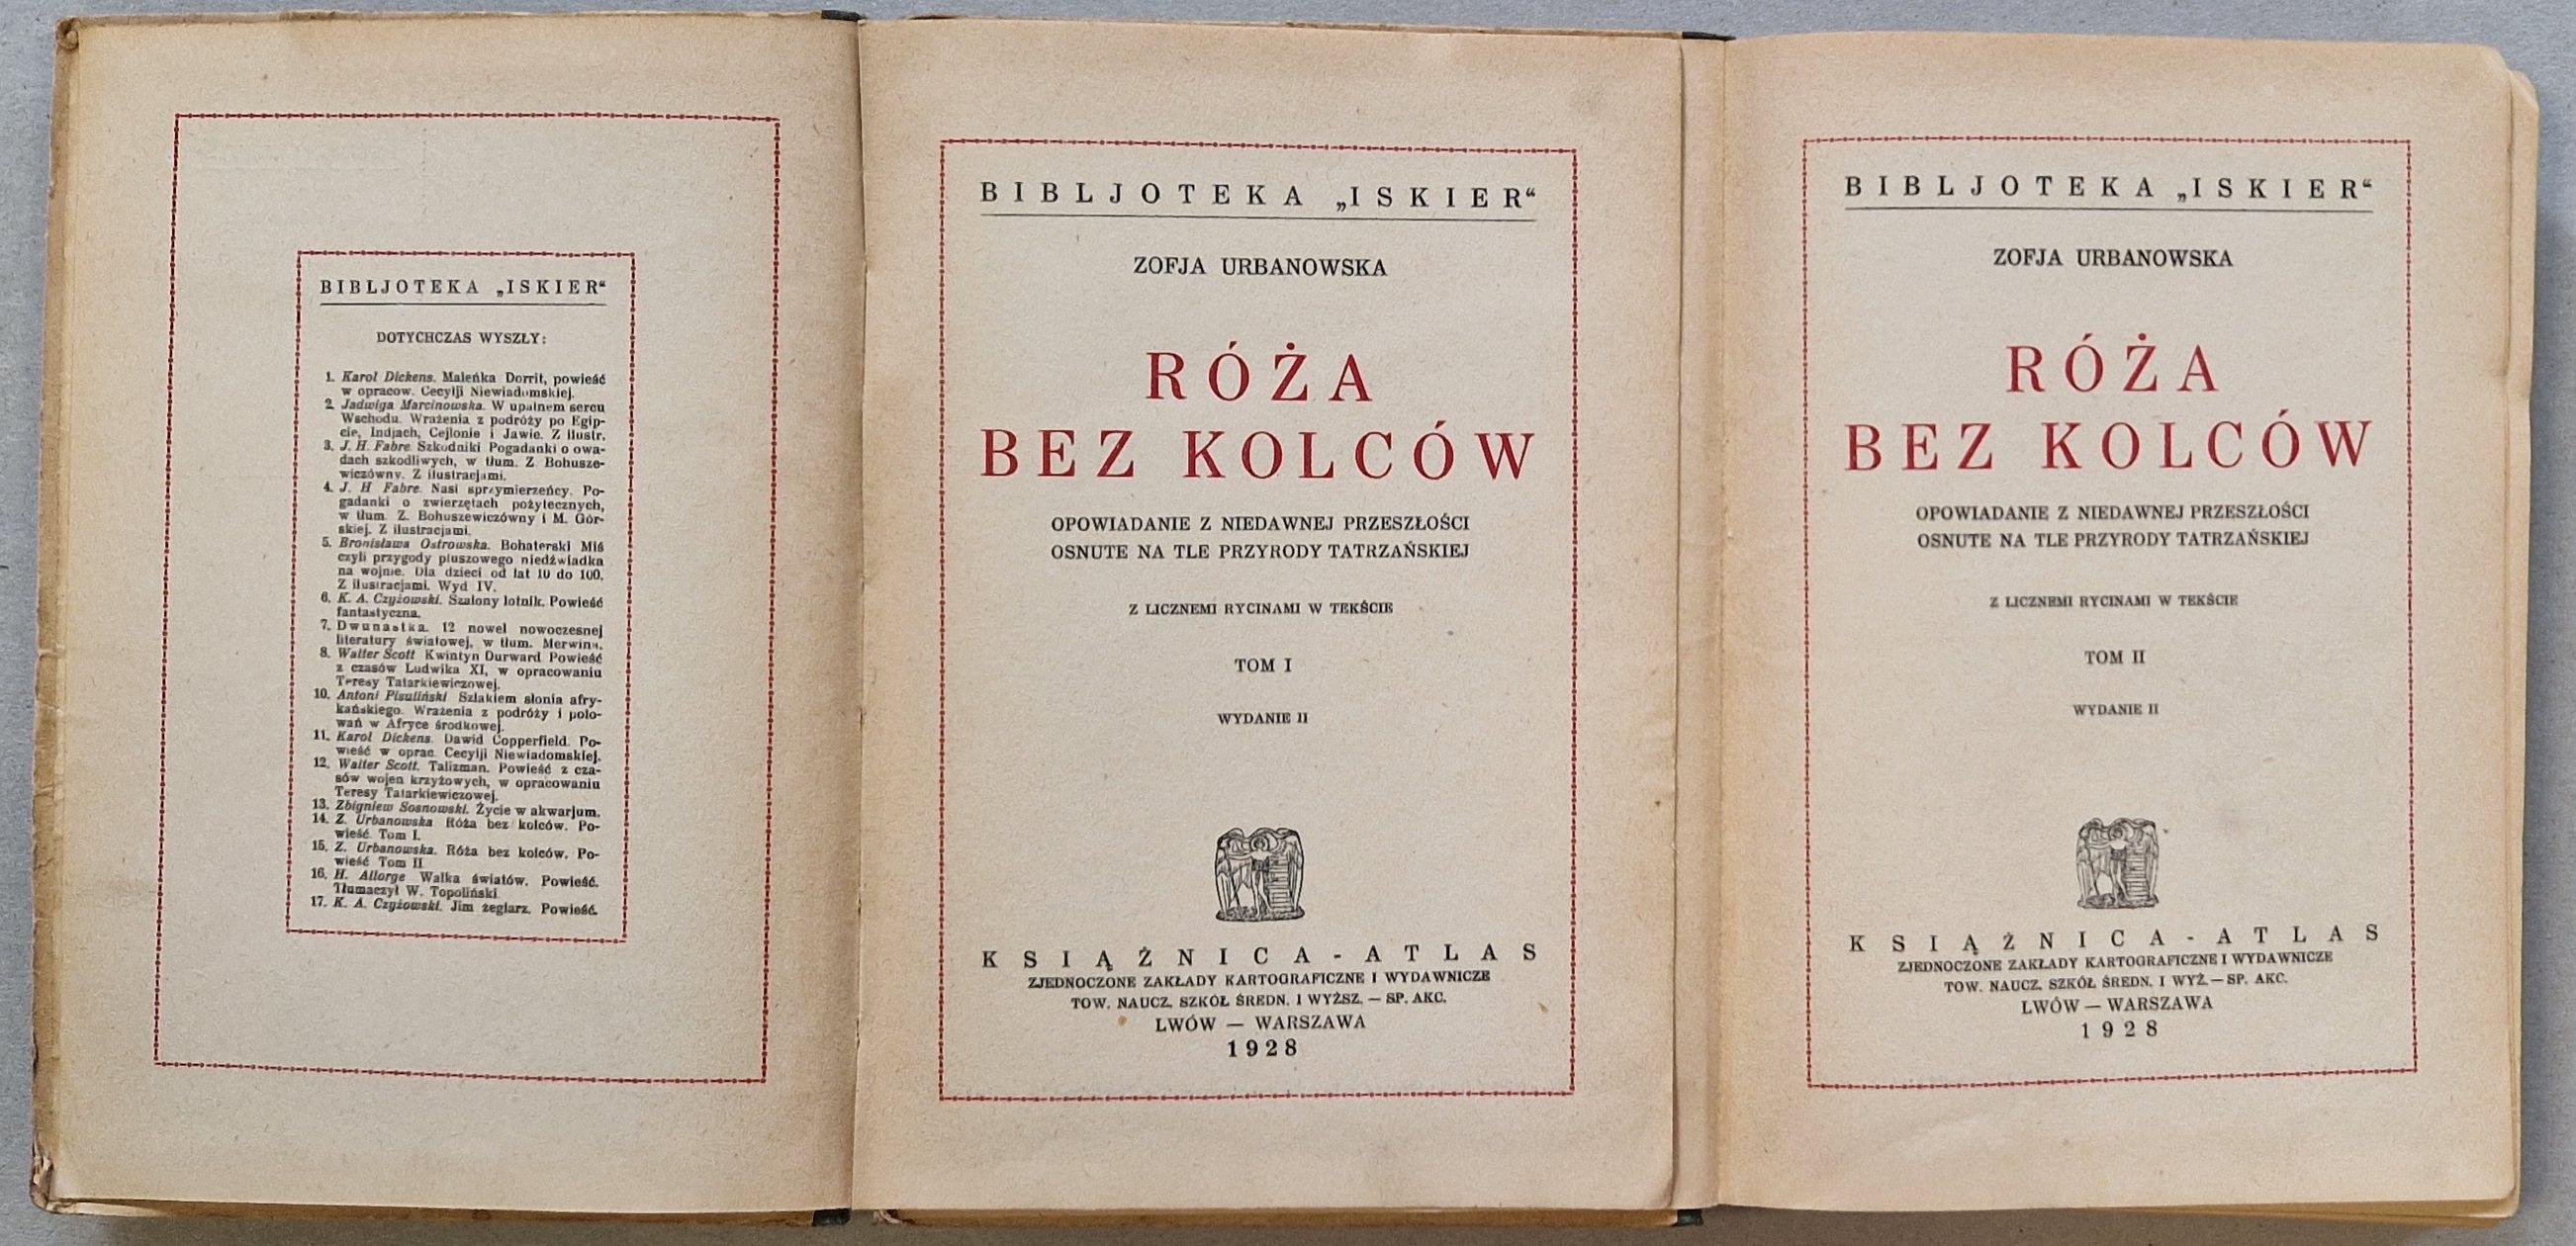 BIBLJOTEKA „ISKIER“
DOTYCHCZAS WYSZŁY:
1. Karol Dickens. Maleńka Dorrit, powieść
w opracow. Cecylji Niewiadomskiej.
2. Jadwiga Marcinowska. W upalnem sercu
Wschodu. Wrażenia z podróży po Egip-
cie, Indjach, Cejlonie i Jawie. Z ilustr.
3. J. H. Fabre. Szkodniki Pogadanki o owa-
dach szkodliwych, w tłum. Z. Bohusze-
wiczówny. Z ilustracjami.
4. J. H Fabre. Nasi sprzymierzeńcy. Po-
gadanki o zwierzętach pożytecznych,
w tłum. Z. Bohuszewiczówny i M. Gór-
skiej. Z ilustracjami.
5. Bronisława Ostrowska. Bohaterski Miś
czyli przygody pluszowego niedźwiadka
na wojnie. Dla dzieci od lat 10 do 100.
Z ilustracjami. Wyd IV.
6. K. A. Czyżowski. Szalony lotnik. Powieść
fantastyczna.
7. Dwunastka. 12 nowel nowoczesnej
literatury światowej, w tłum. Merwina.
8. Walter Scott Kwintyn Durward Powieść
z czasów Ludwika XI, w opracowaniu
Teresy Tatarkiewiczowej.
10. Antoni Pisuliński Szlakiem słonia afry-
kańskiego. Wrażenia z podróży i polo-
wań w Afryce środkowej.
11. Karol Dickens. Dawid Copperfield. Po-
wieść w oprac. Cecylji Niewiadomskiej.
12. Walter Scott. Talizman. Powieść z cza-
sów wojen krzyżowych, w opracowaniu
Teresy Tatarkiewiczowej.
13. Zbigniew Sosnowski. Życie w akwarjum.
14. Z. Urbanowska Róża bez kolców. Po-
wieść. Tom I.
15. Z. Urbanowska. Róża bez kolców. Po-
wieść Tom II
16. H. Allorge Walka światów. Powieść.
Tłumaczył W. Topoliński
17. K. A. Czyżowski. Jim żeglarz. Powieść.
BIBLJOTEKA „ISKIER“
ZOFJA URBANOWSKA
RÓŻA
BEZ KOLCÓW
OPOWIADANIE Z NIEDAWNEJ PRZESZŁOŚCI
OSNUTE NA TLE PRZYRODY TATRZAŃSKIEJ
Z LICZNEMI RYCINAMI W TEKŚCIE
TOM I
WYDANIE II
KSIĄŻNICA-ATLAS
ZJEDNOCZONE ZAKŁADY KARTOGRAFICZNE I WYDAWNICZE
TOW. NAUCZ. SZKÓŁ ŚREDN. I WYŻSZ. — SP. AKC.
LWÓW — WARSZAWA
1928
BIBLJOTEKA „ISKIER“
ZOFJA URBANOWSKA
RÓŻA
BEZ KOLCÓW
OPOWIADANIE Z NIEDAWNEJ PRZESZŁOŚCI
OSNUTE NA TLE PRZYRODY TATRZAŃSKIEJ
Z LICZNEMI RYCINAMI W TEKŚCIE
TOM II
WYDANIE II
KSIĄŻNICA-ATLAS
ZJEDNOCZONE ZAKŁADY KARTOGRAFICZNE I WYDAWNICZE
TOW. NAUCZ. SZKÓŁ ŚREDN. I WYŻ. — SP. AKC.
LWÓW — WARSZAWA
1928